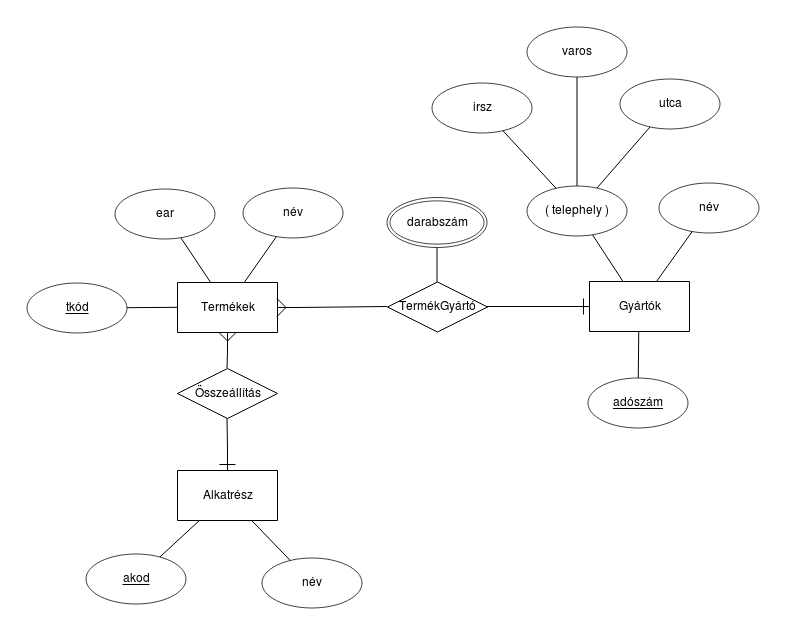 varos
irsz
utca
( telephely )
név
ear
név
darabszám
tkód
Termékek
TermékGyártó
Gyártók
Összeállítás
adószám
Alkatrész
akod
név